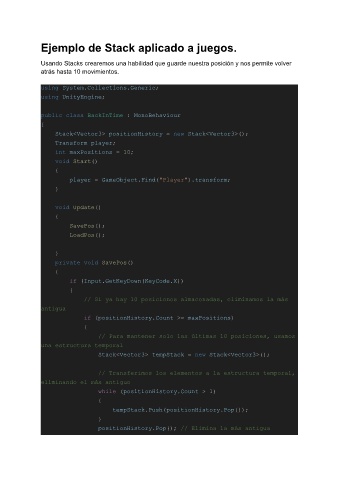 Ejemplo de Stack aplicado a juegos.
Usando Stacks crearemos una habilidad que guarde nuestra posición y nos permite volver
atrás hasta 10 movimientos.
using System.Collections.Generic;
using UnityEngine;
public class BackInTime : MonoBehaviour
{
Stack<Vector3> positionHistory = new Stack<Vector3>();
Transform player;
int maxPositions = 10;
void Start()
{
player = GameObject.Find("Player").transform;
}
void Update()
{
SavePos();
LoadPos();
}
private void SavePos()
{
if (Input.GetKeyDown(KeyCode.X))
{
// Si ya hay 10 posiciones almacenadas, eliminamos la más
antigua
if (positionHistory.Count >= maxPositions)
{
// Para mantener solo las últimas 10 posiciones, usamos
una estructura temporal
Stack<Vector3> tempStack = new Stack<Vector3>();
// Transferimos los elementos a la estructura temporal,
eliminando el más antiguo
while (positionHistory.Count > 1)
{
tempStack.Push(positionHistory.Pop());
}
positionHistory.Pop(); // Elimina la más antigua